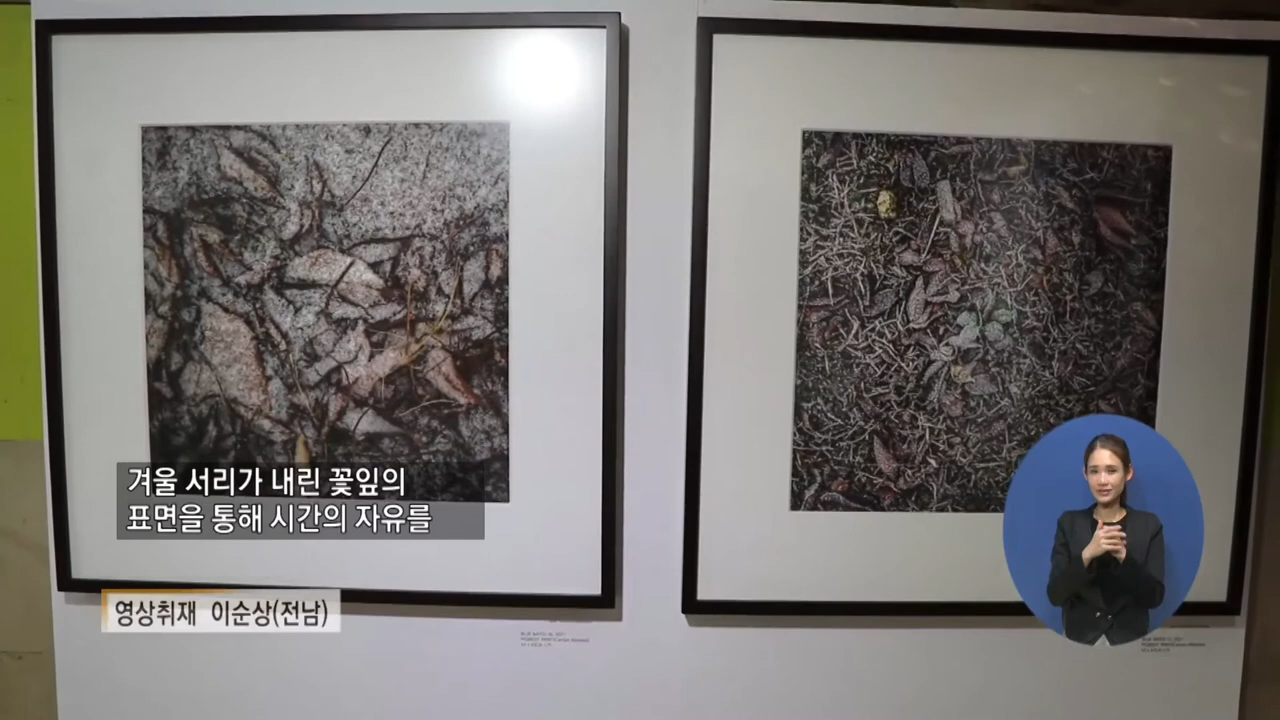 겨울 서리가 내린 꽃잎의
표면을 통해 시간의 자유를
영상취재 이순상(전남)